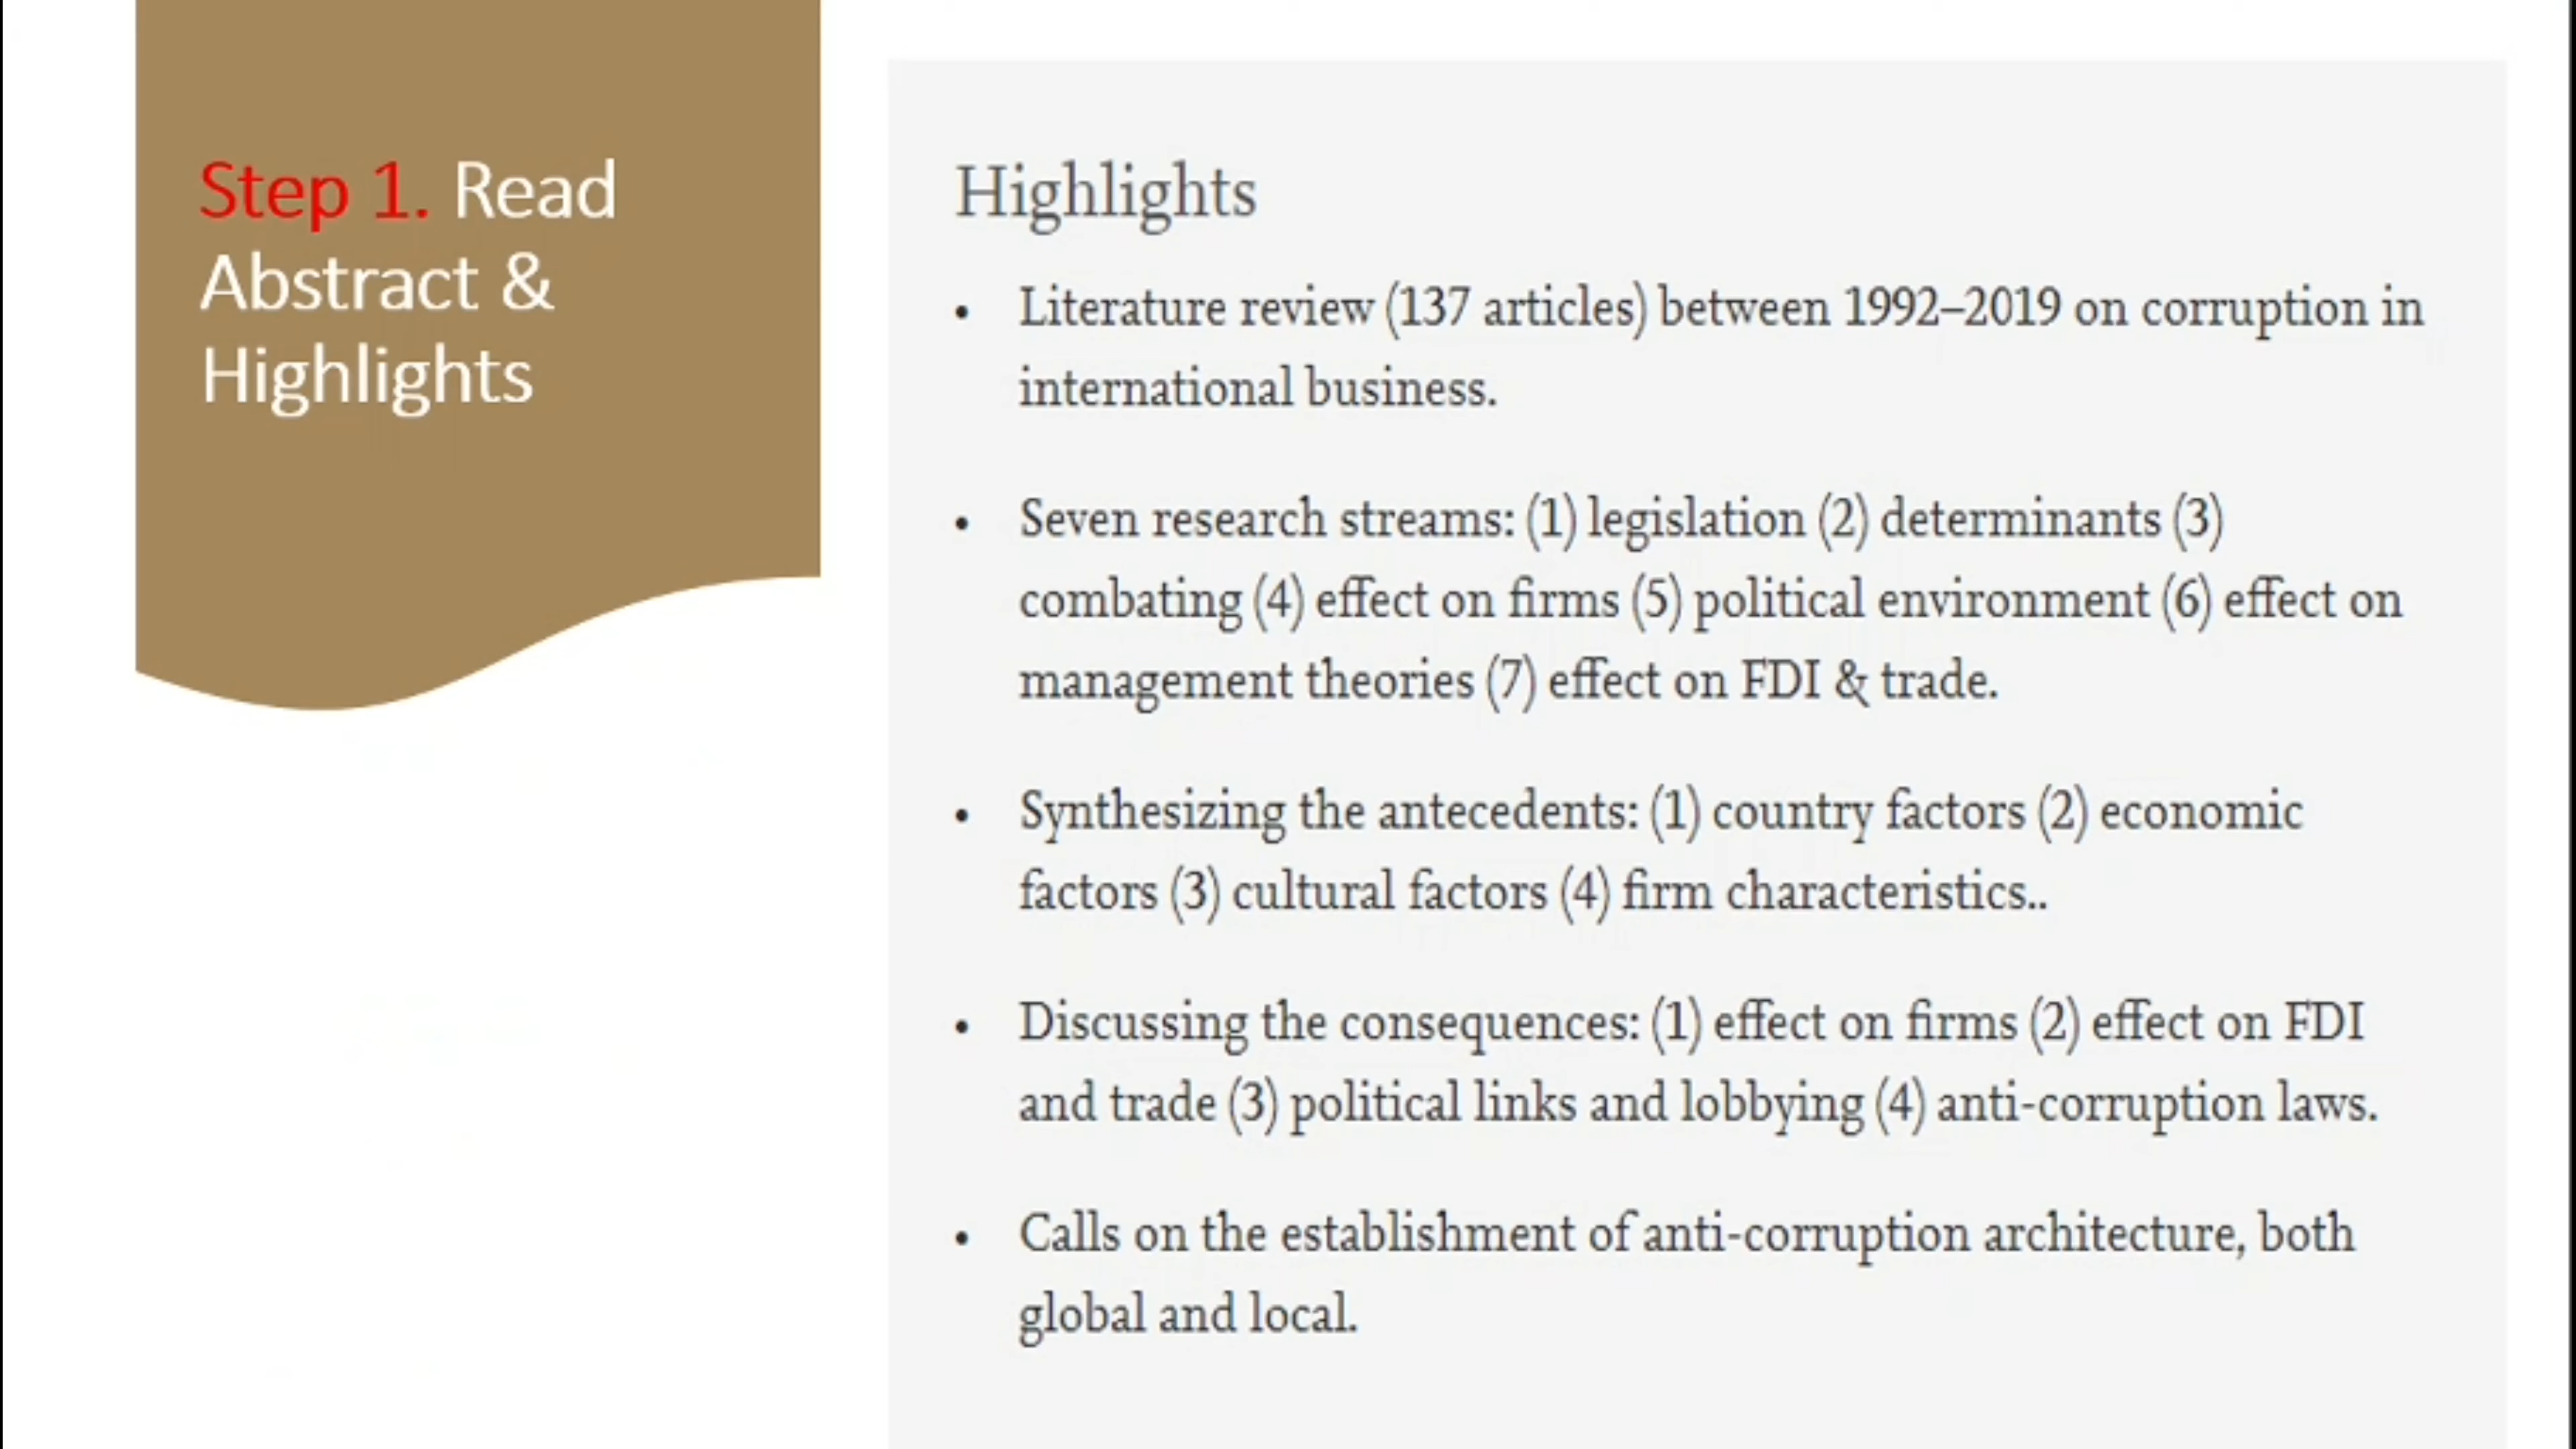 Step 1. Read
Abstract &
Highlights
Highlights
• Literature review (137 articles) between 1992–2019 on corruption in
international business.
• Seven research streams: (1) legislation (2) determinants (3)
combating (4) effect on firms (5) political environment (6) effect on
management theories (7) effect on FDI & trade.
• Synthesizing the antecedents: (1) country factors (2) economic
factors (3) cultural factors (4) firm characteristics..
• Discussing the consequences: (1) effect on firms (2) effect on FDI
and trade (3) political links and lobbying (4) anti-corruption laws.
• Calls on the establishment of anti-corruption architecture, both
global and local.